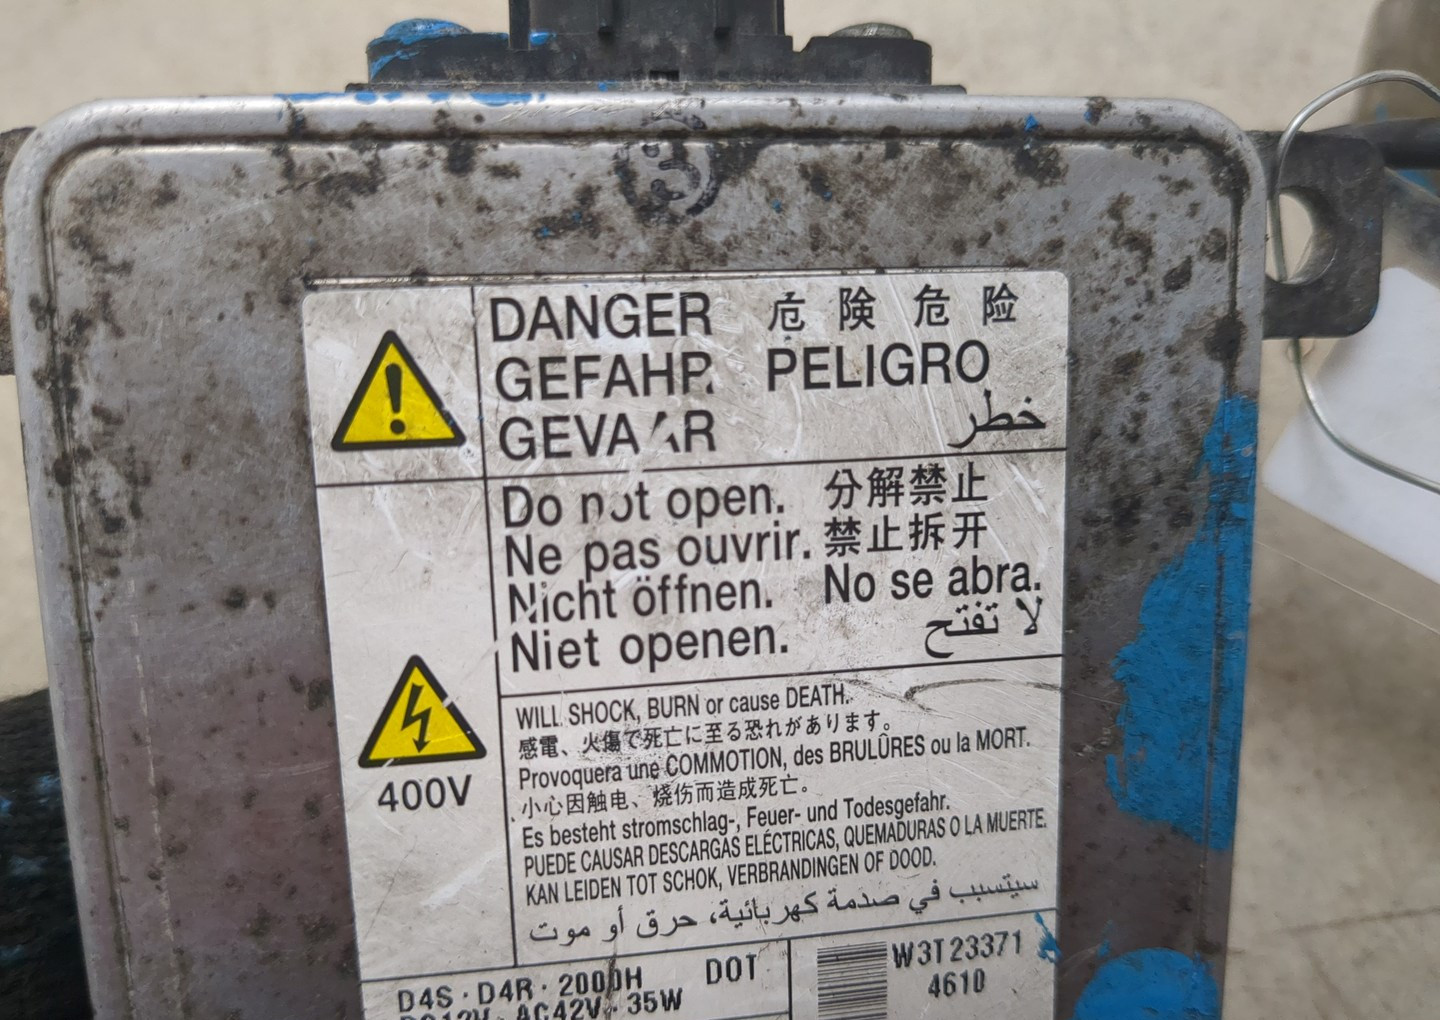 3
DANGER 危 険 危 险
GEFAHR PELIGRO
GEVAAR خطر
Do not open. 分解禁止
Ne pas ouvrir. 禁止拆开
Nicht öffnen. No se abra.
Niet openen. لا تفتح
WILL SHOCK, BURN or cause DEATH.
感電、火傷で死亡に至る恐れがあります。
Provoquera une COMMOTION, des BRULÛRES ou la MORT.
小心因触电、烧伤而造成死亡。
400V
Es besteht stromschlag-, Feuer- und Todesgefahr.
PUEDE CAUSAR DESCARGAS ELÉCTRICAS, QUEMADURAS O LA MUERTE.
KAN LEIDEN TOT SCHOK, VERBRANDINGEN OF DOOD.
سيتسبب في صدمة كهربائية، حرق أو موت
D4S · D4R · 2000H DOT
DC12V · AC42V · 35W
W3T23371
4610